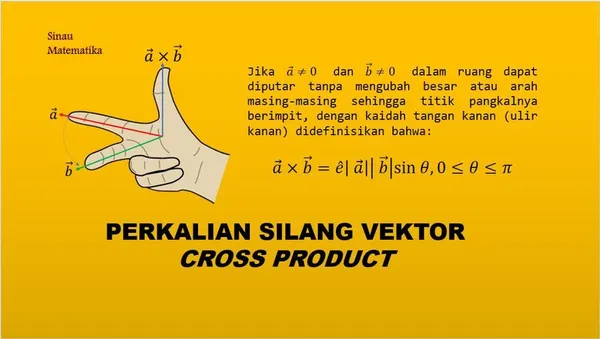 Sinau
Matematika
a⃗ × b⃗
a⃗
b⃗
Jika a⃗ ≠ 0 dan b⃗ ≠ 0 dalam ruang dapat
diputar tanpa mengubah besar atau arah
masing-masing sehingga titik pangkalnya
berimpit, dengan kaidah tangan kanan (ulir
kanan) didefinisikan bahwa:
a⃗ × b⃗ = ê| a⃗|| b⃗|sin θ, 0 ≤ θ ≤ π
PERKALIAN SILANG VEKTOR
CROSS PRODUCT